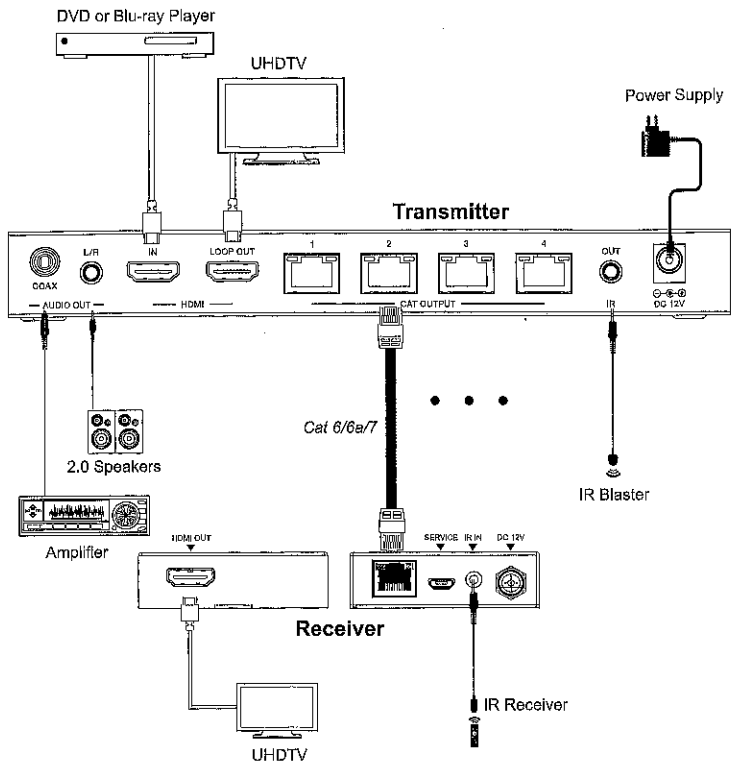 DVD or Blu-ray Player
UHDTV
Power Supply
Transmitter
COAX
L/R
IN
LOOP OUT
1
2
3
4
OUT
AUDIO OUT
HDMI
CAT OUTPUT
IR
DC 12V
Cat 6/6a/7
2.0 Speakers
IR Blaster
Amplifier
HDMI OUT
SERVICE
IR IN
DC 12V
Receiver
IR Receiver
UHDTV